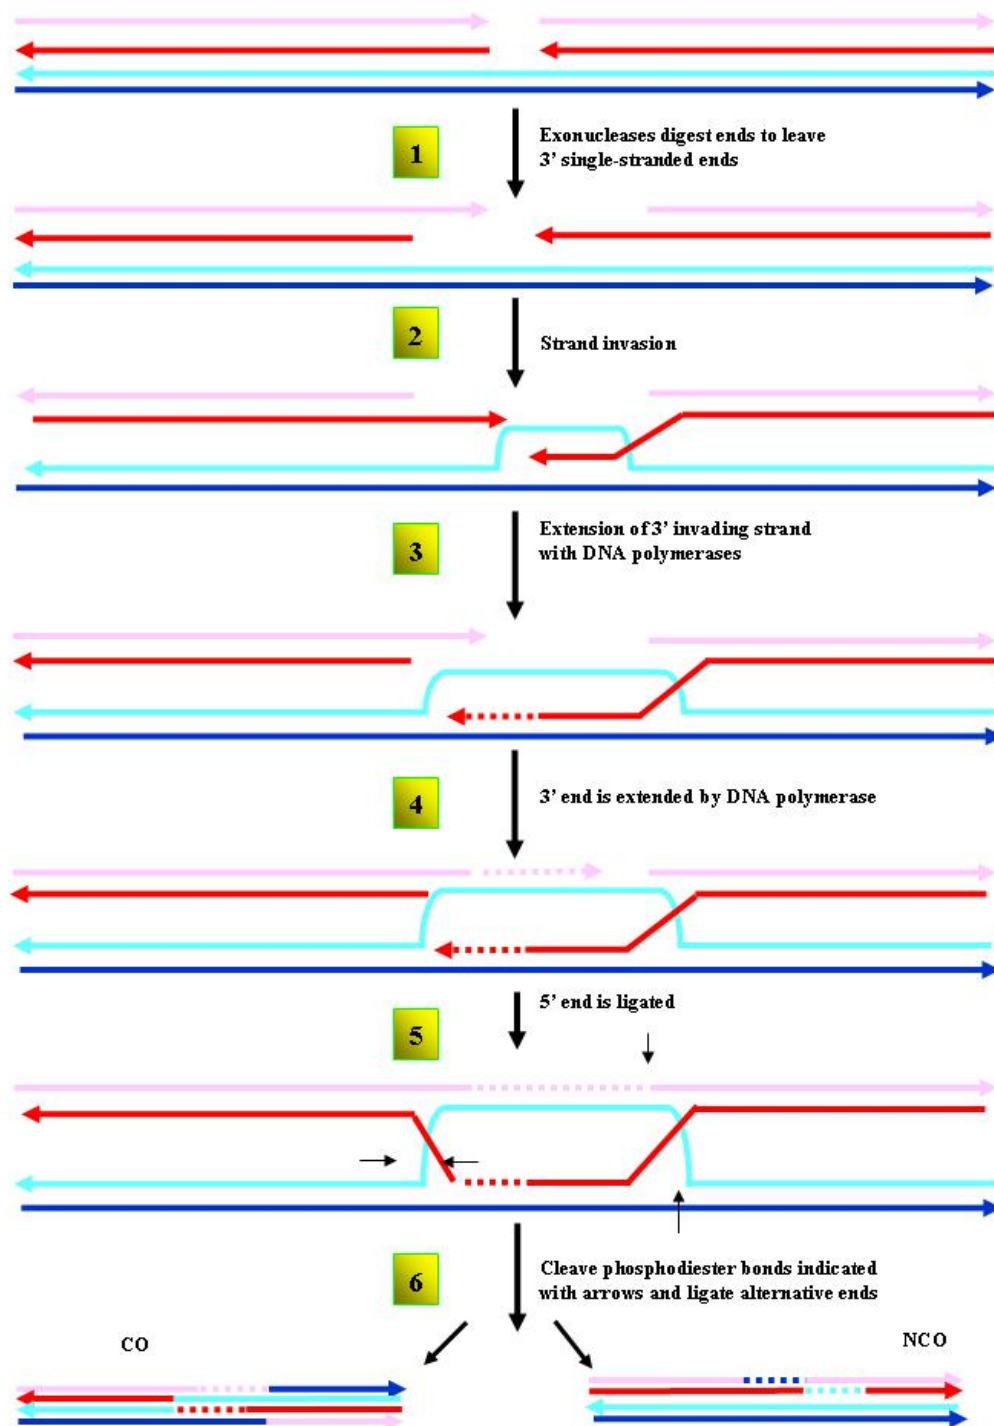 1
Exonucleases digest ends to leave
3’ single-stranded ends
2
Strand invasion
3
Extension of 3’ invading strand
with DNA polymerases
4
3’ end is extended by DNA polymerase
5
5’ end is ligated
6
Cleave phosphodiester bonds indicated
with arrows and ligate alternative ends
CO
NCO